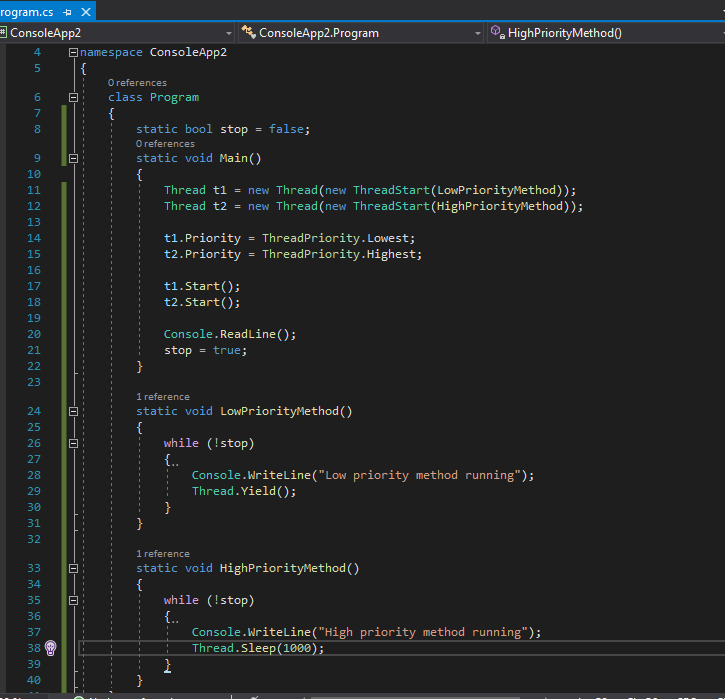 rogram.cs
ConsoleApp2 ConsoleApp2.Program HighPriorityMethod()
4 namespace ConsoleApp2
5 {
0 references
6 class Program
7 {
8 static bool stop = false;
0 references
9 static void Main()
10 {
11 Thread t1 = new Thread(new ThreadStart(LowPriorityMethod));
12 Thread t2 = new Thread(new ThreadStart(HighPriorityMethod));
13
14 t1.Priority = ThreadPriority.Lowest;
15 t2.Priority = ThreadPriority.Highest;
16
17 t1.Start();
18 t2.Start();
19
20 Console.ReadLine();
21 stop = true;
22 }
23
1 reference
24 static void LowPriorityMethod()
25 {
26 while (!stop)
27 {
28 Console.WriteLine("Low priority method running");
29 Thread.Yield();
30 }
31 }
32
1 reference
33 static void HighPriorityMethod()
34 {
35 while (!stop)
36 {
37 Console.WriteLine("High priority method running");
38 Thread.Sleep(1000);
39 }
40 }